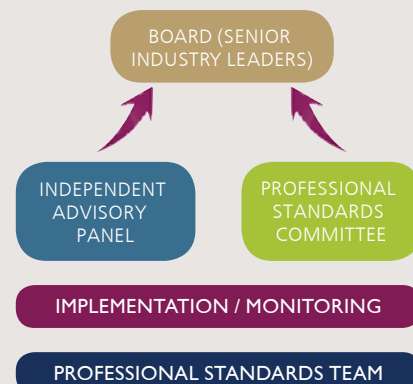 BOARD (SENIOR
INDUSTRY LEADERS)
INDEPENDENT
ADVISORY
PANEL
PROFESSIONAL
STANDARDS
COMMITTEE
IMPLEMENTATION / MONITORING
PROFESSIONAL STANDARDS TEAM